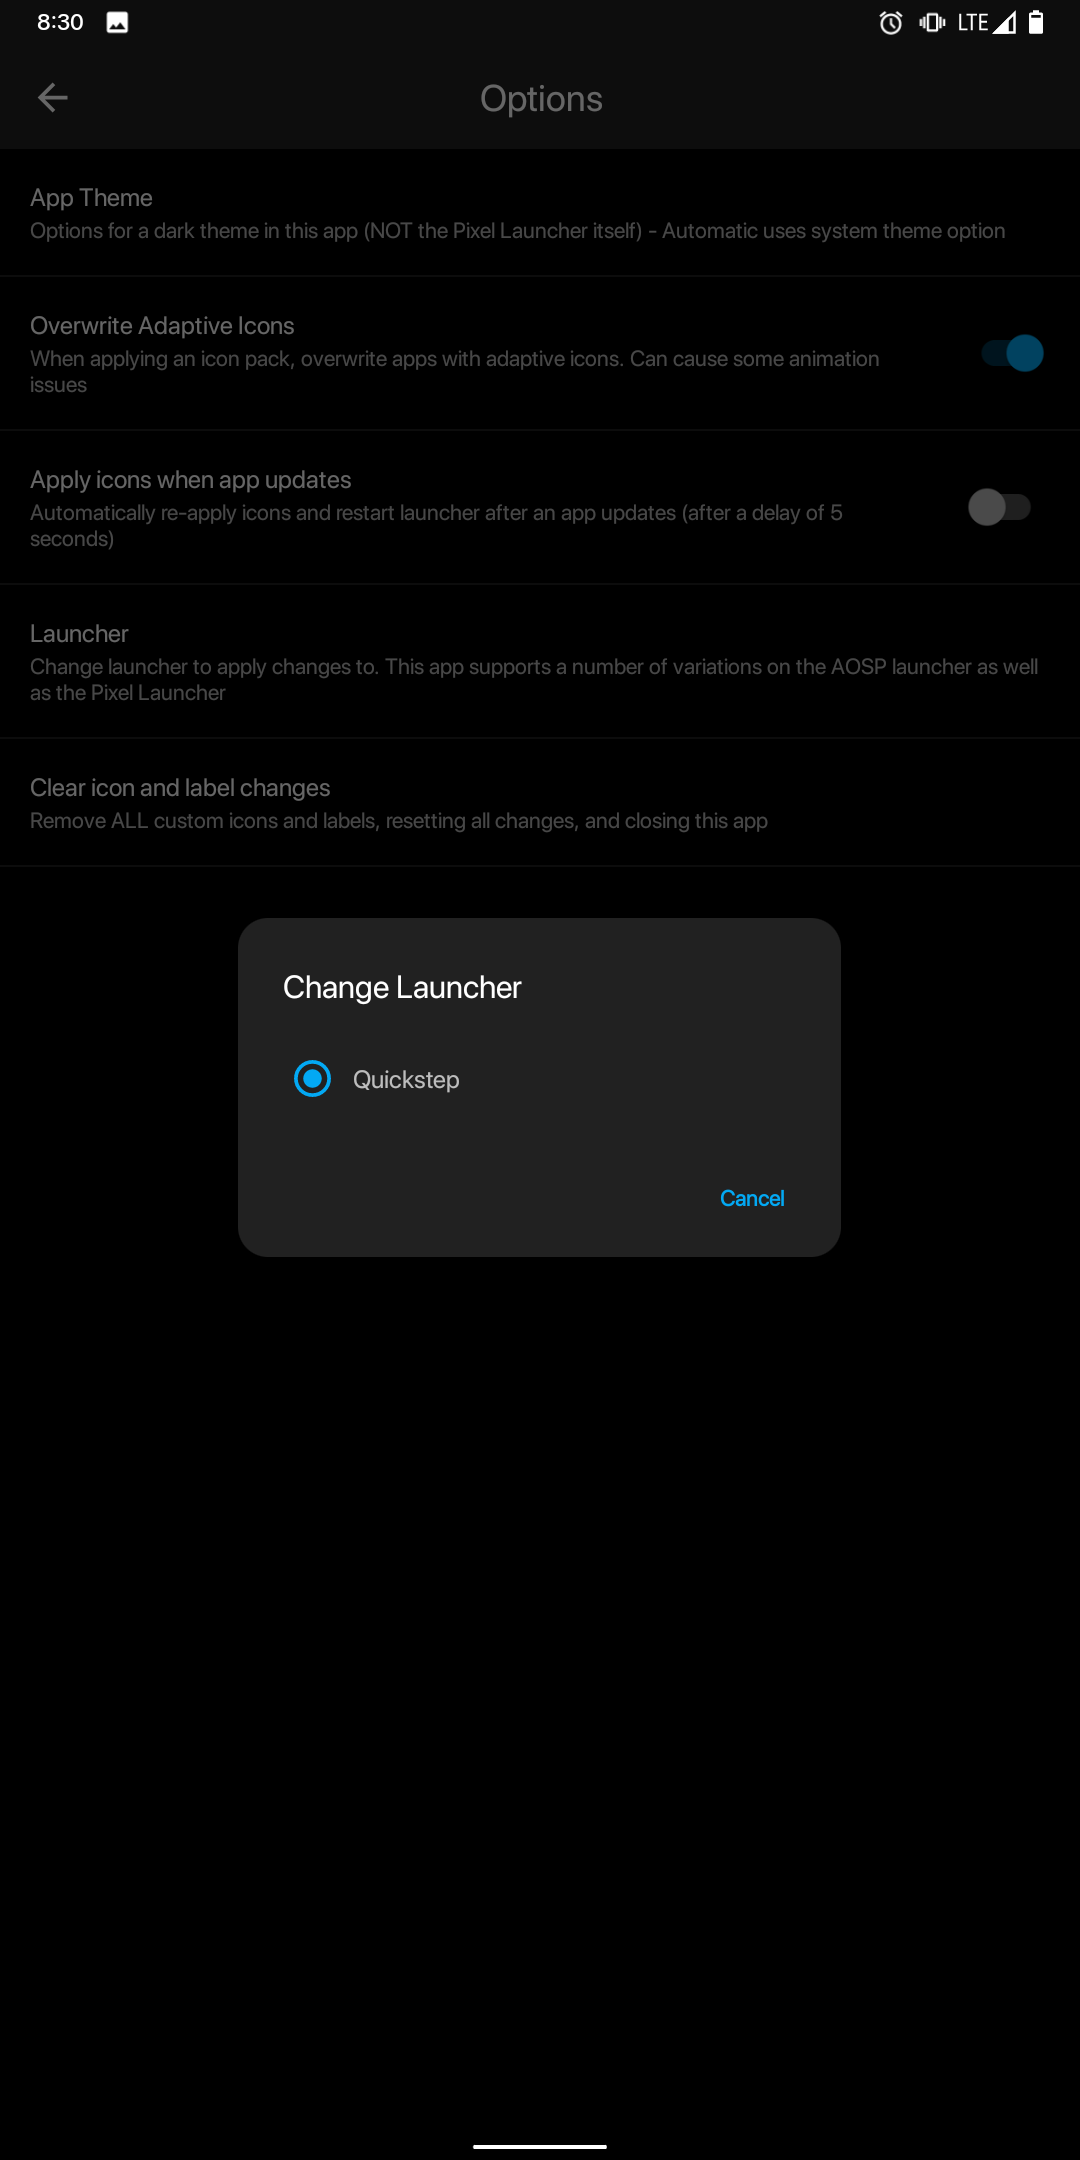 8:30
LTE
Options
App Theme
Options for a dark theme in this app (NOT the Pixel Launcher itself) - Automatic uses system theme option
Overwrite Adaptive Icons
When applying an icon pack, overwrite apps with adaptive icons. Can cause some animation
issues
Apply icons when app updates
Automatically re-apply icons and restart launcher after an app updates (after a delay of 5
seconds)
Launcher
Change launcher to apply changes to. This app supports a number of variations on the AOSP launcher as well
as the Pixel Launcher
Clear icon and label changes
Remove ALL custom icons and labels, resetting all changes, and closing this app
Change Launcher
Quickstep
Cancel